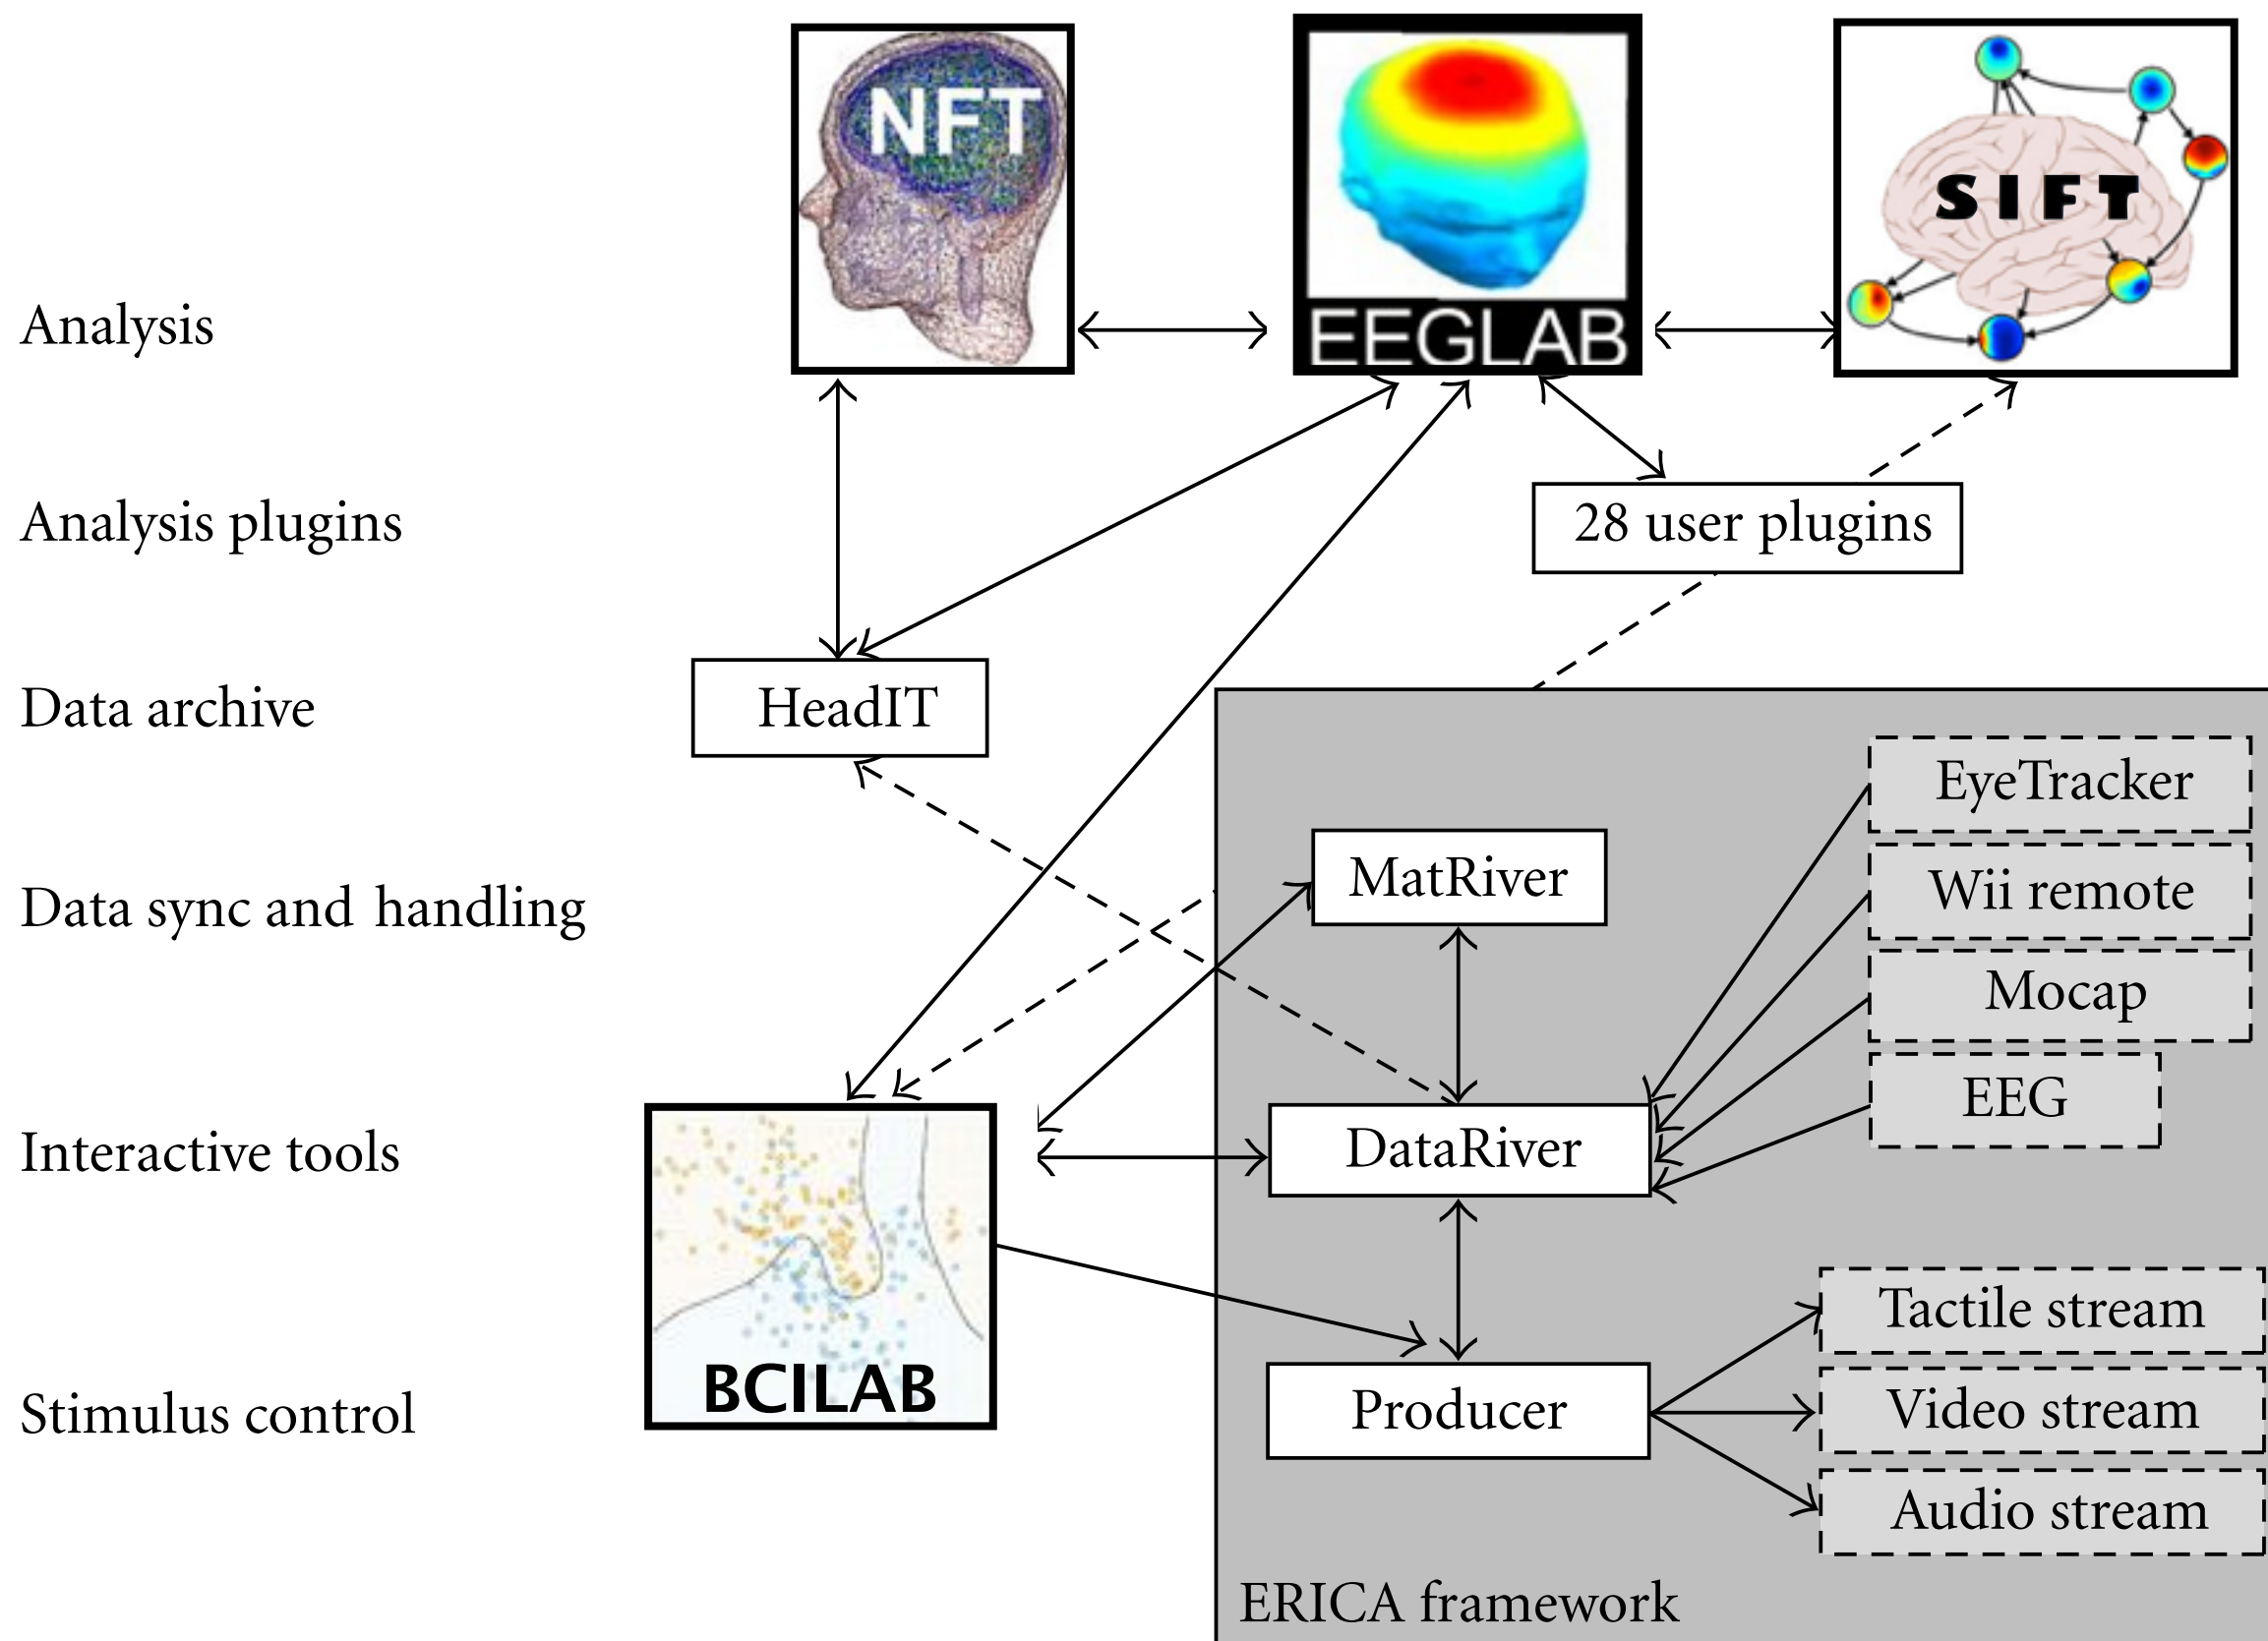 NFT
EEGLAB
SIFT
Analysis
Analysis plugins
28 user plugins
Data archive
HeadIT
EyeTracker
MatRiver
Wii remote
Data sync and handling
Mocap
EEG
Interactive tools
DataRiver
Tactile stream
BCILAB
Stimulus control
Producer
Video stream
Audio stream
ERICA framework